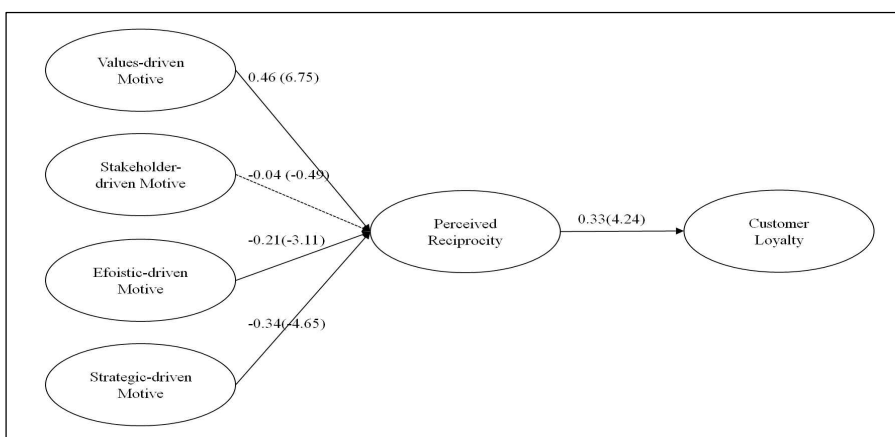 Values-driven
Motive
0.46 (6.75)
Stakeholder-
driven Motive
-0.04 (-0.49)
Perceived
Reciprocity
0.33(4.24)
Customer
Loyalty
-0.21(-3.11)
Efoistic-driven
Motive
-0.34(-4.65)
Strategic-driven
Motive